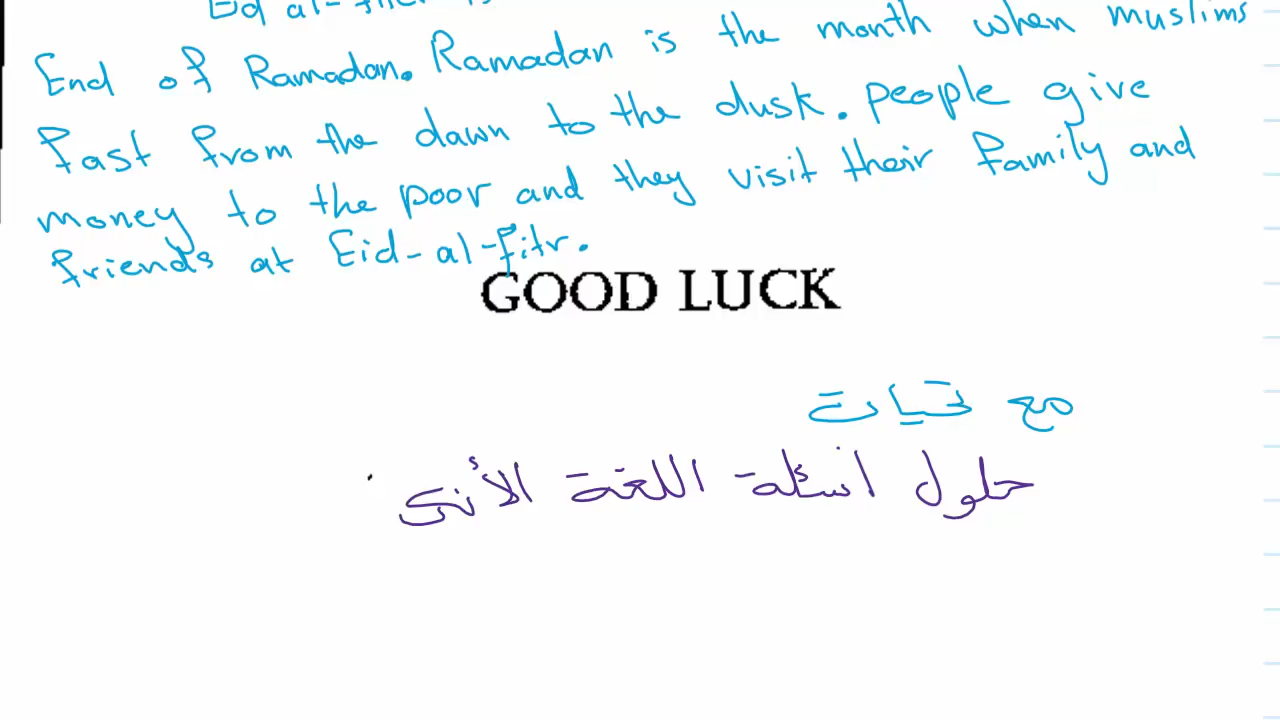 End of Ramadan. Ramadan is the month when muslims
fast from the dawn to the dusk. people give
money to the poor and they visit their family and
friends at Eid-al-fitr.
GOOD LUCK
مع تحيات
حلول اسئلة اللغة